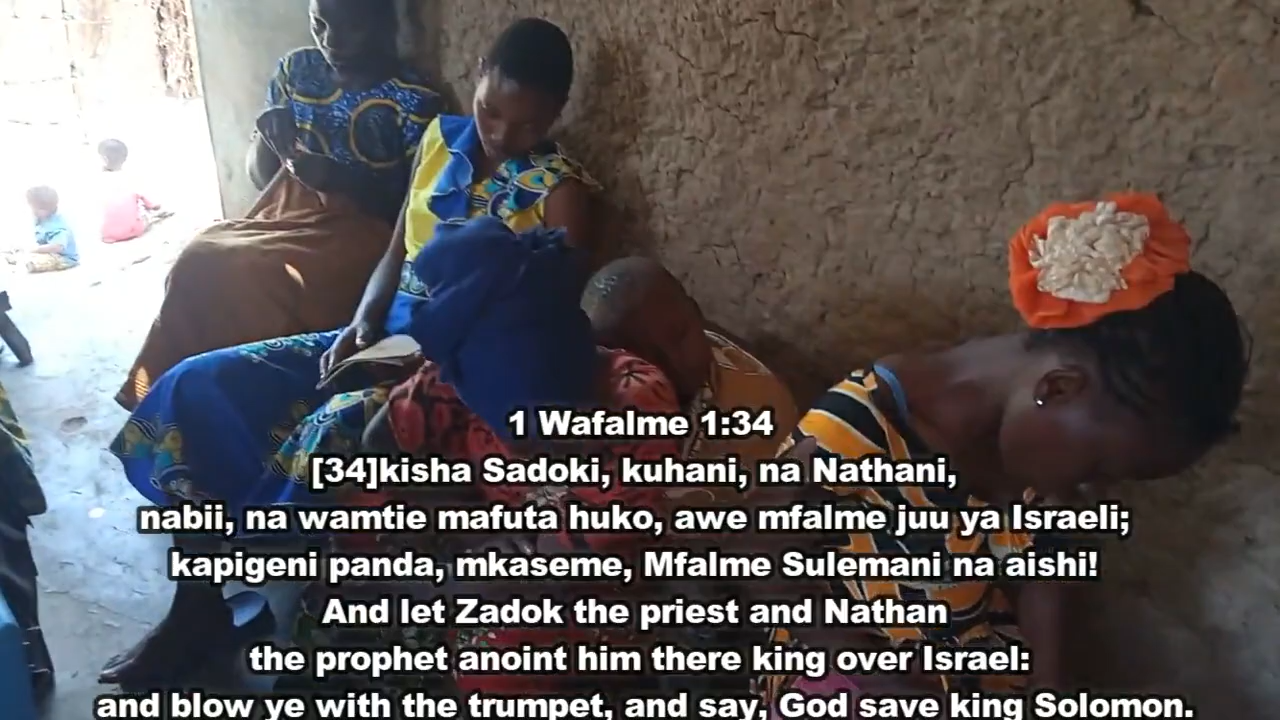 1 Wafalme 1:34
[34]kisha Sadoki, kuhani, na Nathani,
nabii, na wamtie mafuta huko, awe mfalme juu ya Israeli;
kapigeni panda, mkaseme, Mfalme Sulemani na aishi!
And let Zadok the priest and Nathan
the prophet anoint him there king over Israel:
and blow ye with the trumpet, and say, God save king Solomon.